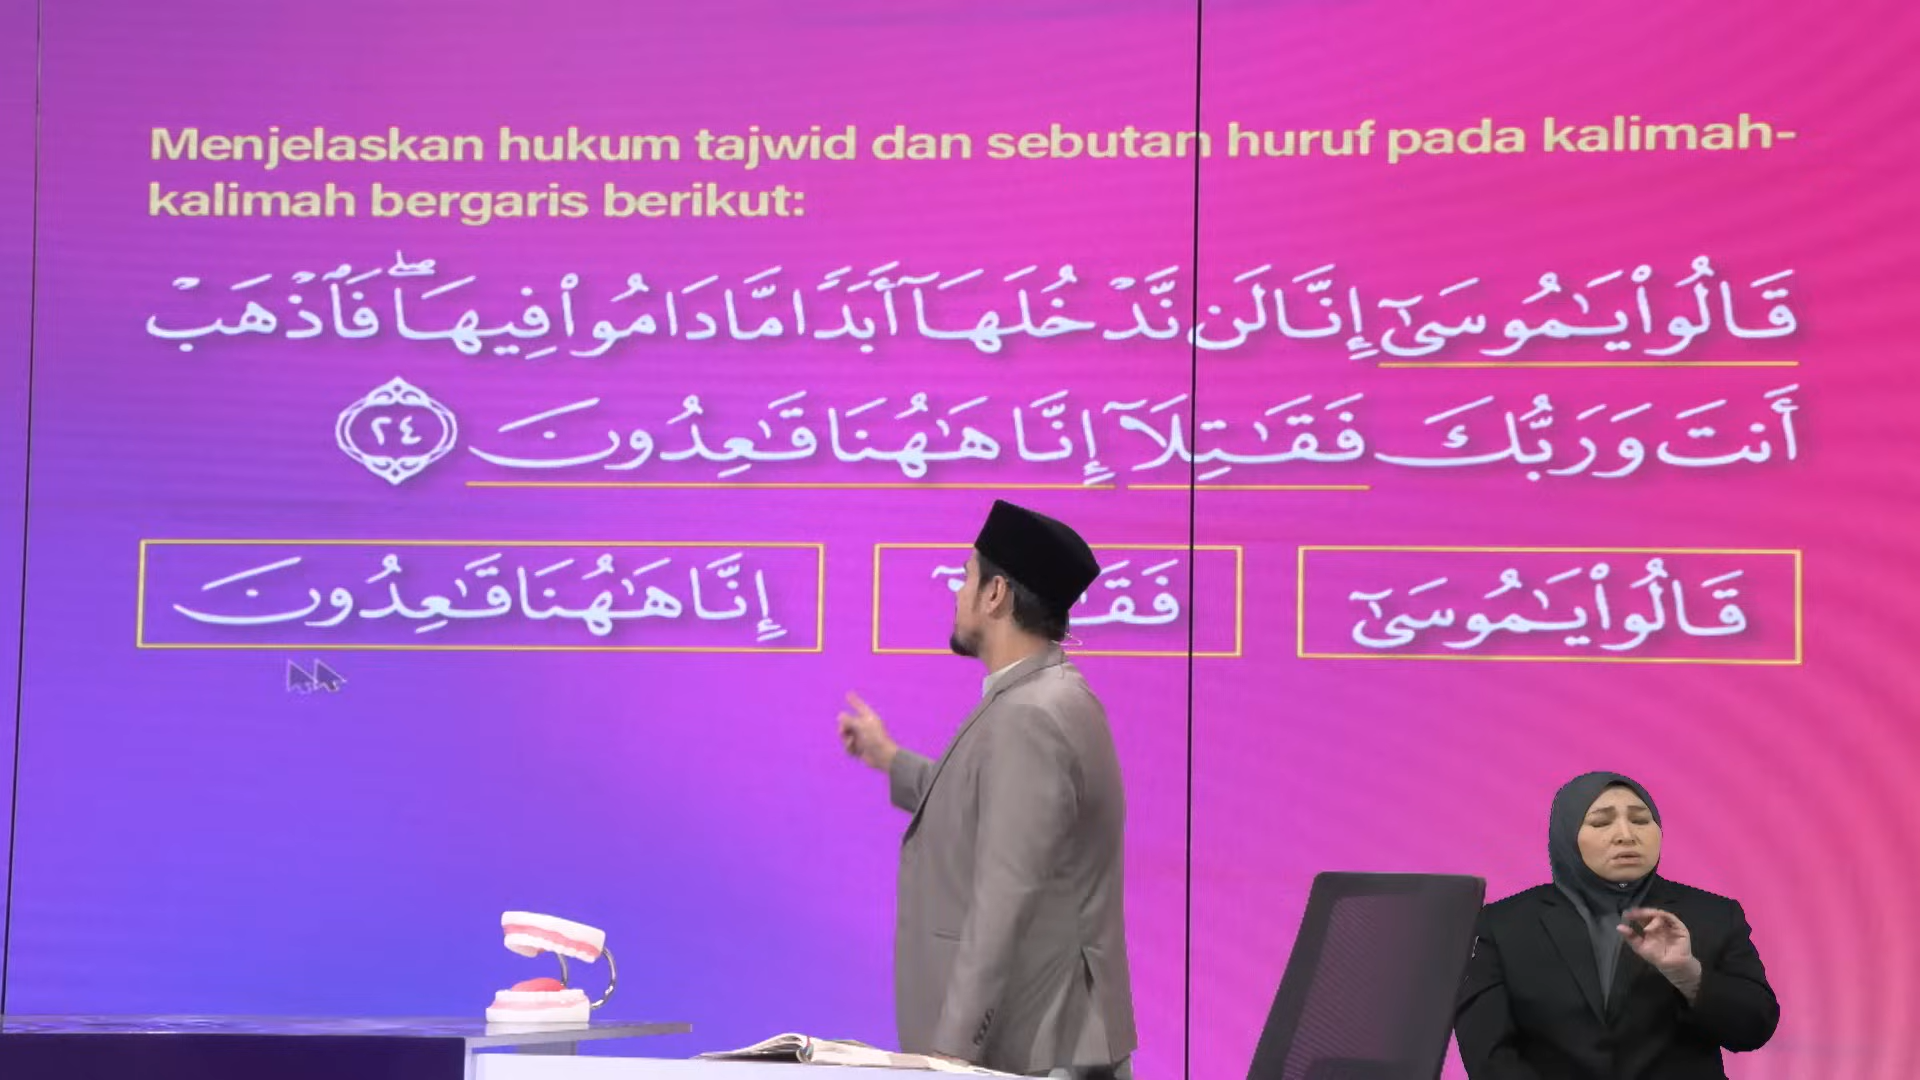 Menjelaskan hukum tajwid dan sebutan huruf pada kalimah-
kalimah bergaris berikut:
قَالُوا۟ يَـٰمُوسَىٰٓ إِنَّا لَن نَّدْخُلَهَآ أَبَدًا مَّا دَامُوا۟ فِيهَا ۖ فَٱذْهَبْ
أَنتَ وَرَبُّكَ فَقَـٰتِلَآ إِنَّا هَـٰهُنَا قَـٰعِدُونَ ٢٤
قَالُوا۟ يَـٰمُوسَىٰٓ
إِنَّا هَـٰهُنَا قَـٰعِدُونَ